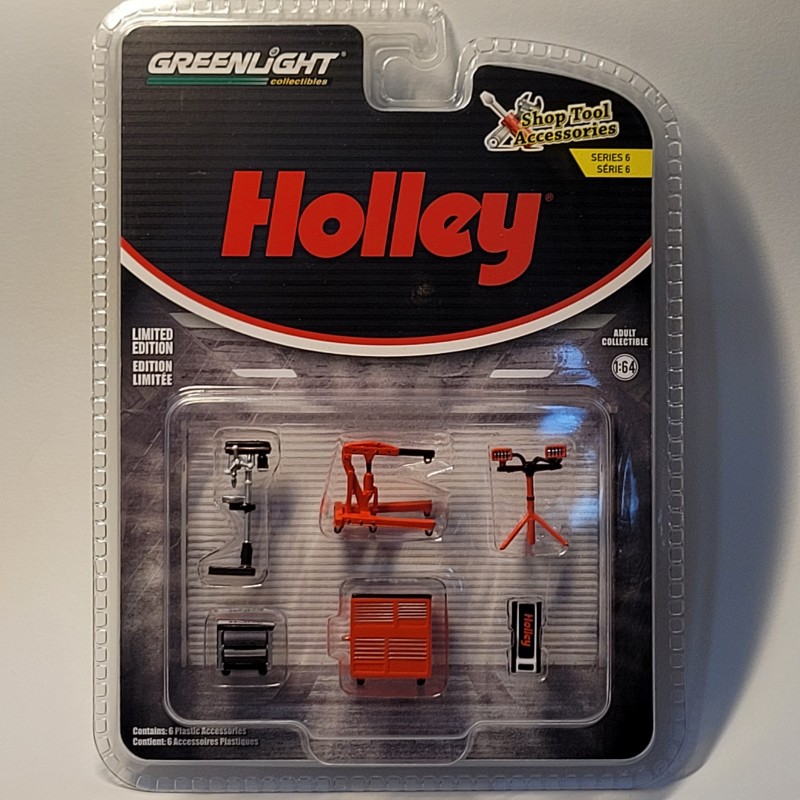 GREENLiGHT®
collectibles
Shop Tool
Accessories
SERIES 6
SÉRIE 6
Holley®
LIMITED
EDITION
EDITION
LIMITÉE
ADULT
COLLECTIBLE
1:64
Holley
Contains: 6 Plastic Accessories
Contient: 6 Accessoires Plastiques